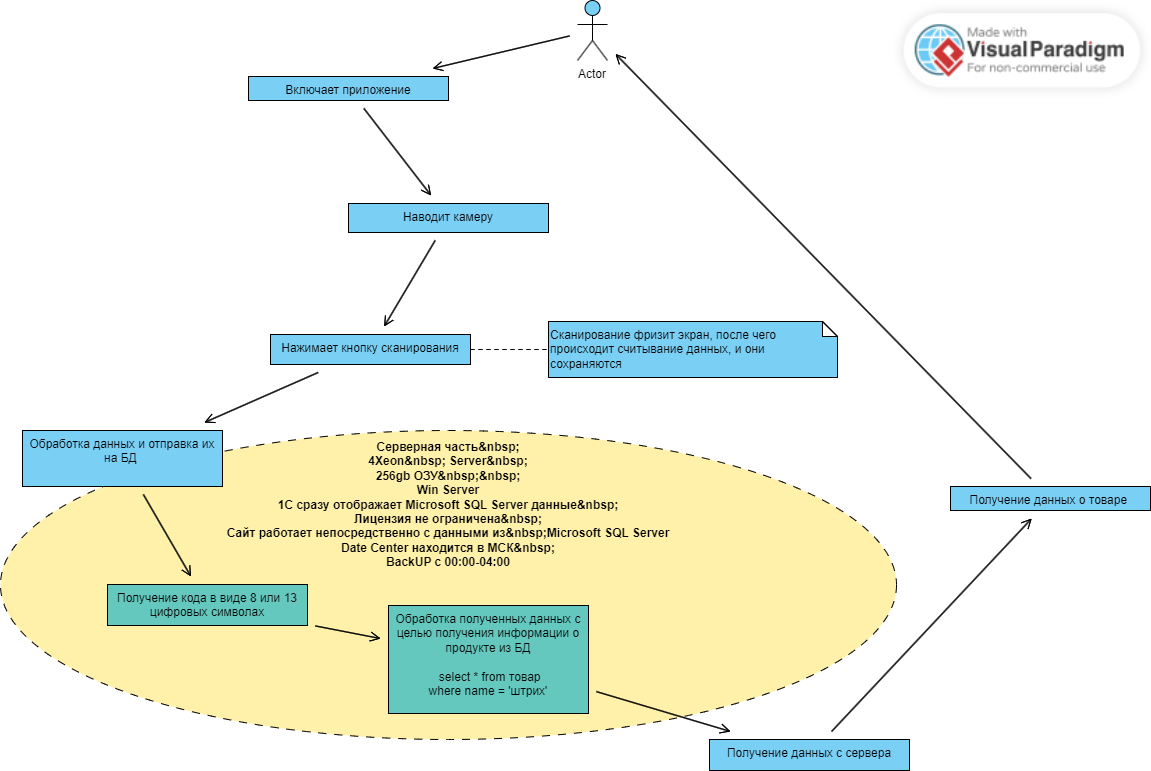 Made with
VisualParadigm
For non-commercial use
Actor
Включает приложение
Наводит камеру
Нажимает кнопку сканирования
Сканирование фризит экран, после чего
происходит считывание данных, и они
сохраняются
Обработка данных и отправка их
на БД
Серверная часть&nbsp;
4Xeon&nbsp; Server&nbsp;
256gb ОЗУ&nbsp;&nbsp;
Win Server
1С сразу отображает Microsoft SQL Server данные&nbsp;
Лицензия не ограничена&nbsp;
Сайт работает непосредственно с данными из&nbsp;Microsoft SQL Server
Date Center находится в МСК&nbsp;
BackUP с 00:00-04:00
Получение данных о товаре
Получение кода в виде 8 или 13
цифровых символах
Обработка полученных данных с
целью получения информации о
продукте из БД
select * from товар
where name = 'штрих'
Получение данных с сервера